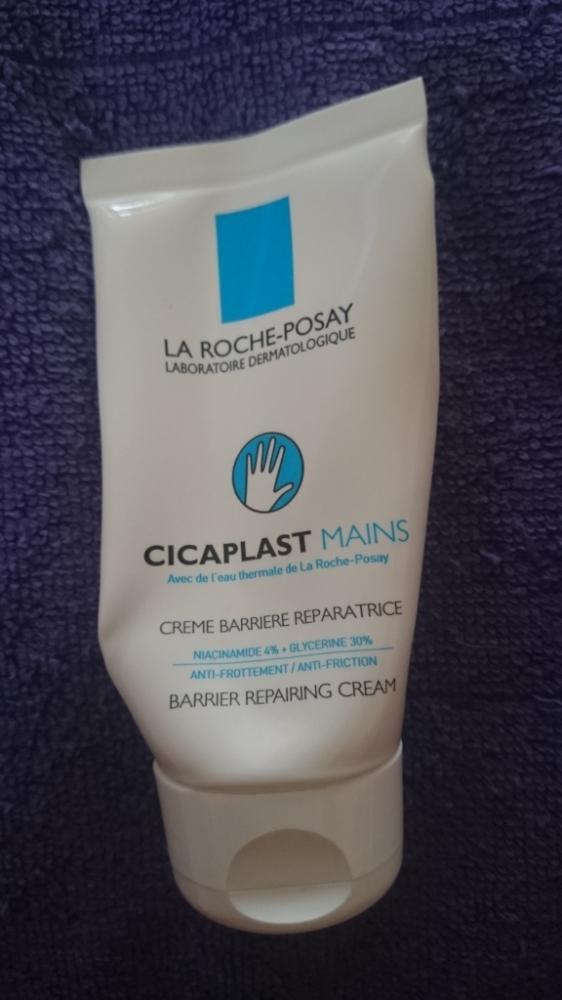 LA ROCHE-POSAY
LABORATOIRE DERMATOLOGIQUE
CICAPLAST MAINS
Avec de l'eau thermale de La Roche-Posay
CREME BARRIERE REPARATRICE
NIACINAMIDE 4% + GLYCERINE 30%
ANTI-FROTTEMENT / ANTI-FRICTION
BARRIER REPAIRING CREAM